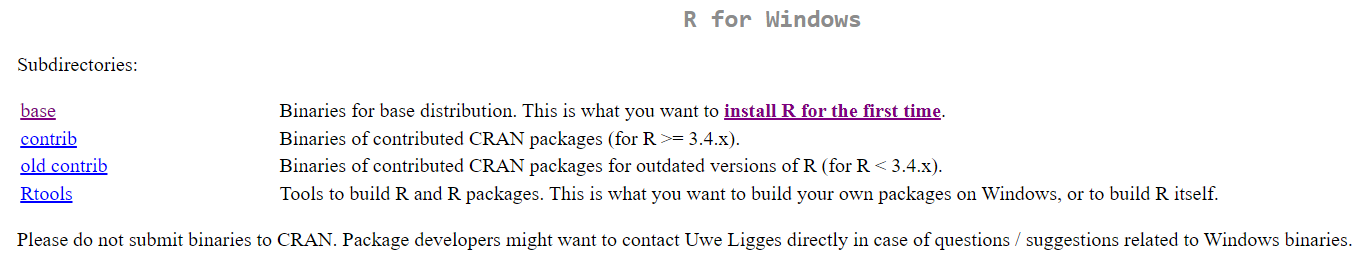 R for Windows
Subdirectories:
base Binaries for base distribution. This is what you want to install R for the first time.
contrib Binaries of contributed CRAN packages (for R >= 3.4.x).
old contrib Binaries of contributed CRAN packages for outdated versions of R (for R < 3.4.x).
Rtools Tools to build R and R packages. This is what you want to build your own packages on Windows, or to build R itself.
Please do not submit binaries to CRAN. Package developers might want to contact Uwe Ligges directly in case of questions / suggestions related to Windows binaries.